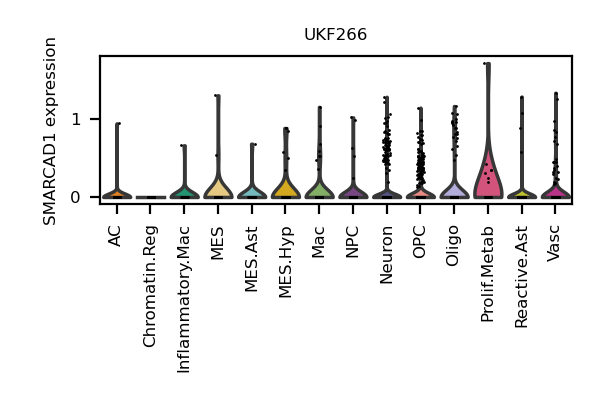 UKF266
SMARCAD1 expression
1
0
AC
Chromatin.Reg
Inflammatory.Mac
MES
MES.Ast
MES.Hyp
Mac
NPC
Neuron
OPC
Oligo
Prolif.Metab
Reactive.Ast
Vasc